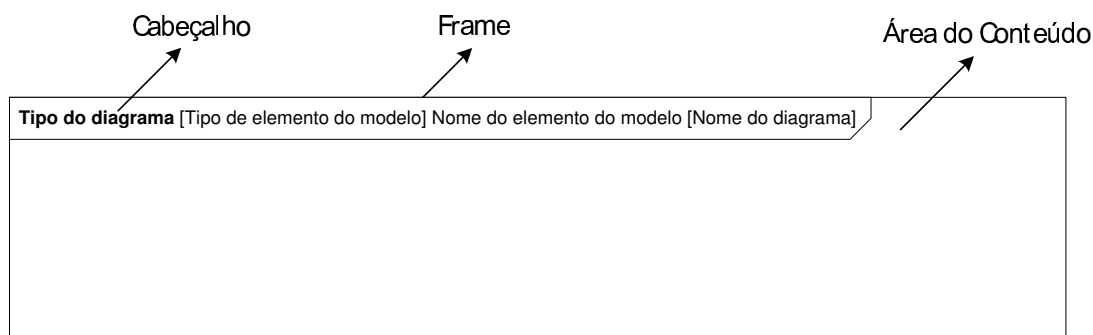 Cabeçalho
Frame
Área do Conteúdo
Tipo do diagrama [Tipo de elemento do modelo] Nome do elemento do modelo [Nome do diagrama]